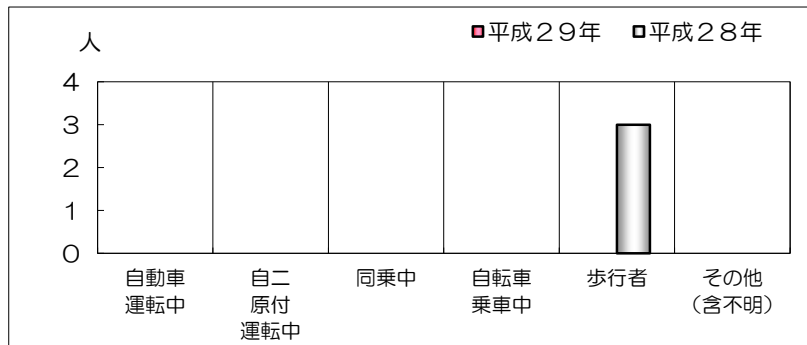 人
■平成２９年 □平成２８年
4
3
2
1
0
自動車
運転中
自二
原付
運転中
同乗中
自転車
乗車中
歩行者
その他
（含不明）